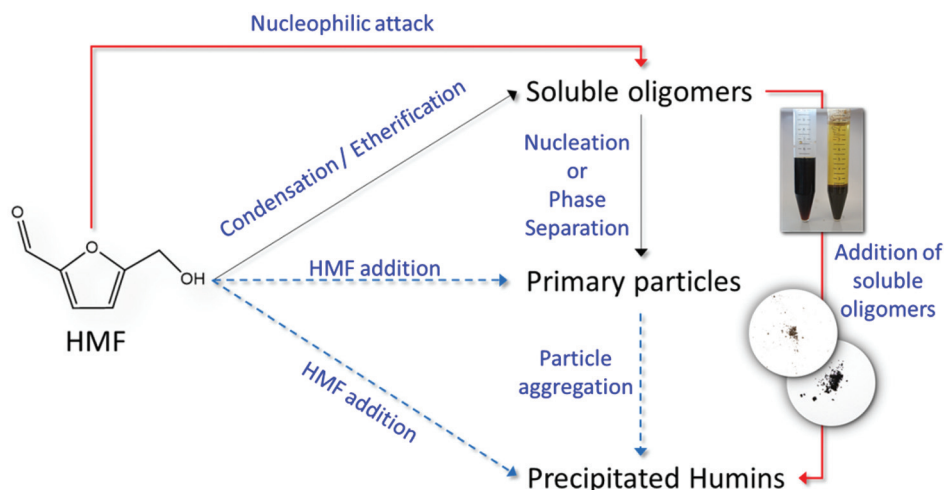 Nucleophilic attack
Soluble oligomers
Condensation / Etherification
Nucleation
or
Phase
Separation
Addition of
soluble
oligomers
O
O
OH
HMF
HMF addition
Primary particles
HMF addition
Particle
aggregation
Precipitated Humins